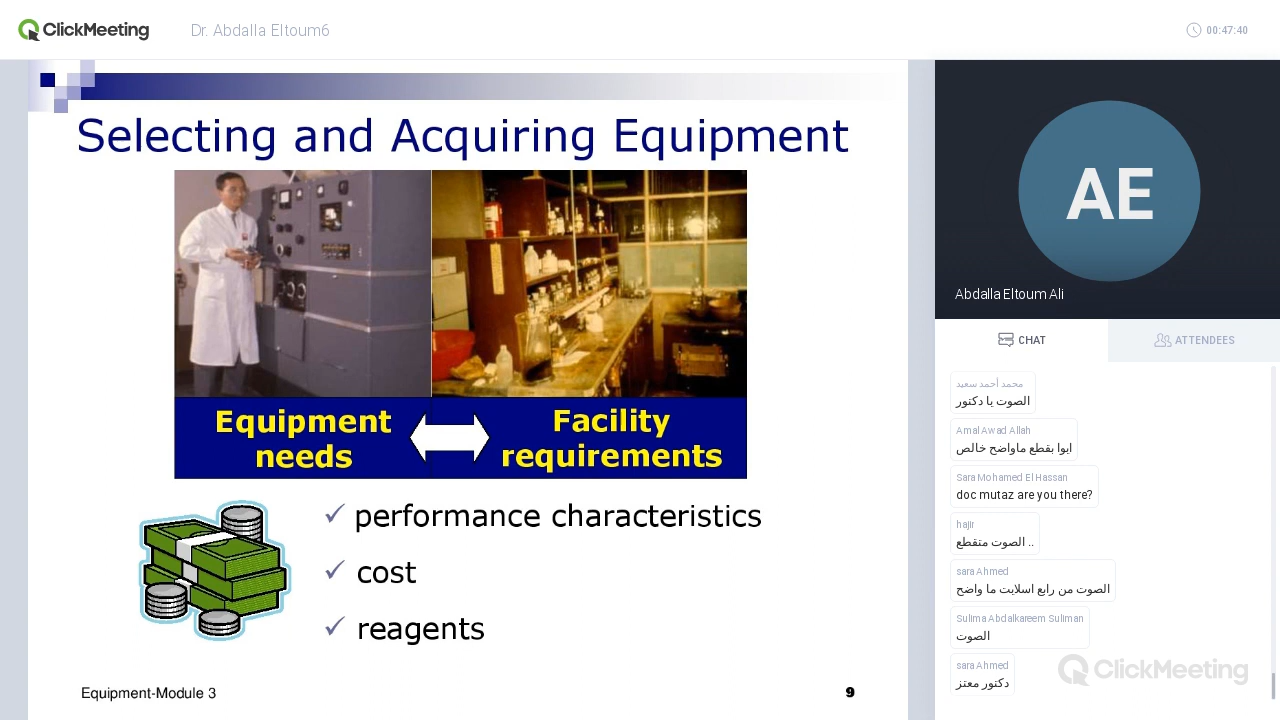 ClickMeeting
Dr. Abdalla Eltoum6
00:47:40
Selecting and Acquiring Equipment
Equipment
needs
Facility
requirements
performance characteristics
cost
reagents
Equipment-Module 3
9
AE
Abdalla Eltoum Ali
CHAT
ATTENDEES
محمد أحمد سعيد
الصوت يا دكتور
Amal Awad Allah
ايوا بقطع ماواضح خالص
Sara Mohamed El Hassan
doc mutaz are you there?
hajir
الصوت متقطع ..
sara Ahmed
الصوت من رابع اسلايت ما واضح
Sulima Abdalkareem Suliman
الصوت
sara Ahmed
دكتور معتز
ClickMeeting